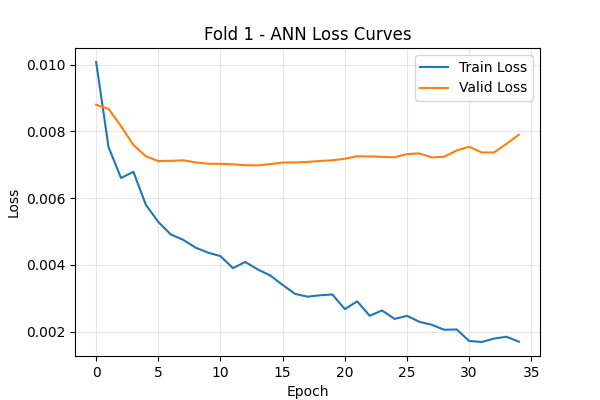 Fold 1 - ANN Loss Curves
Train Loss
Valid Loss
0.010
0.008
0.006
0.004
0.002
Loss
0 5 10 15 20 25 30 35
Epoch